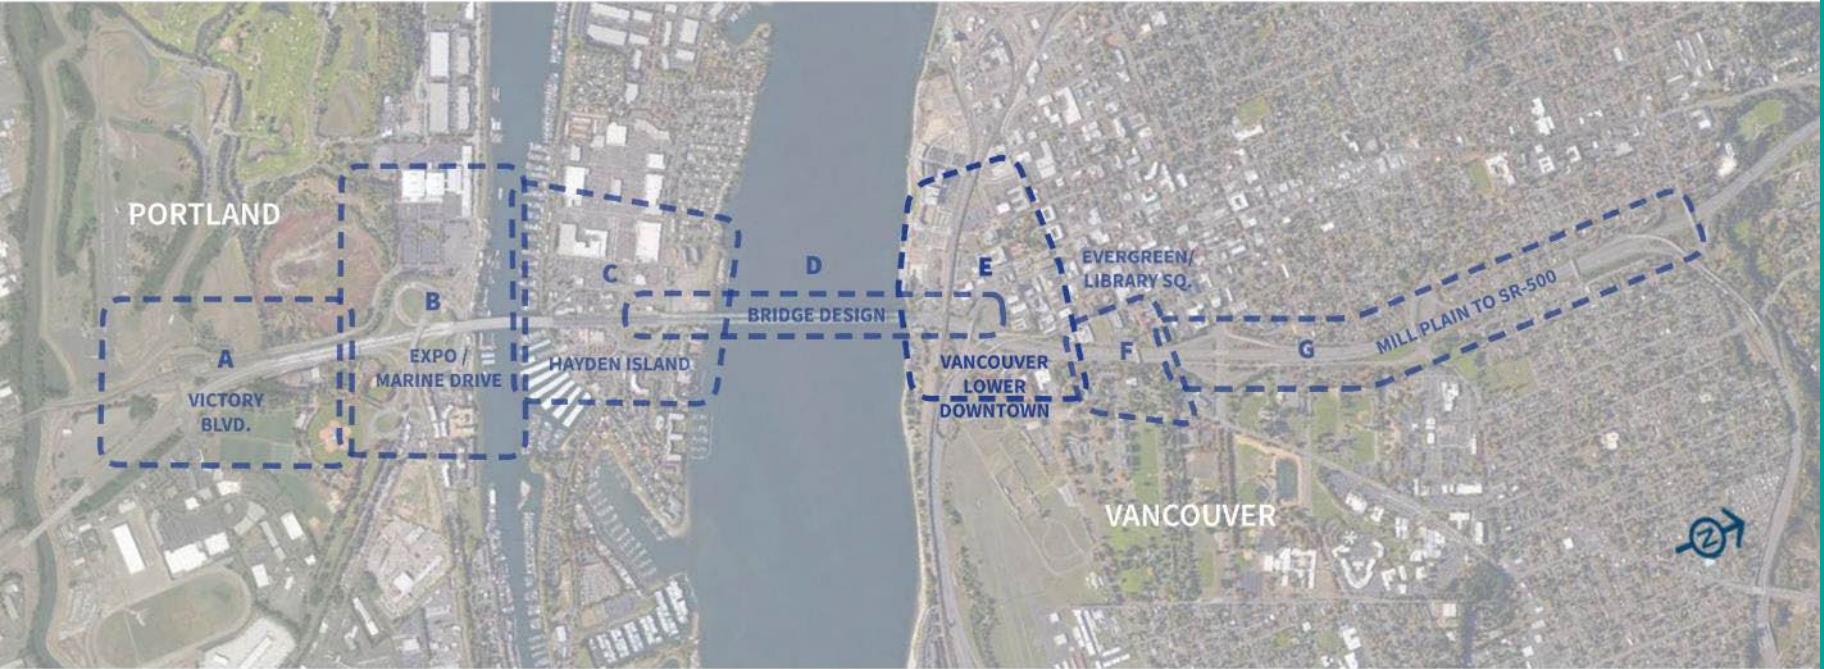 PORTLAND
A
VICTORY
BLVD.
B
EXPO /
MARINE DRIVE
C
HAYDEN ISLAND
D
BRIDGE DESIGN
E
VANCOUVER
LOWER
DOWNTOWN
EVERGREEN/
LIBRARY SQ.
F
G
MILL PLAIN TO SR-500
VANCOUVER
Z